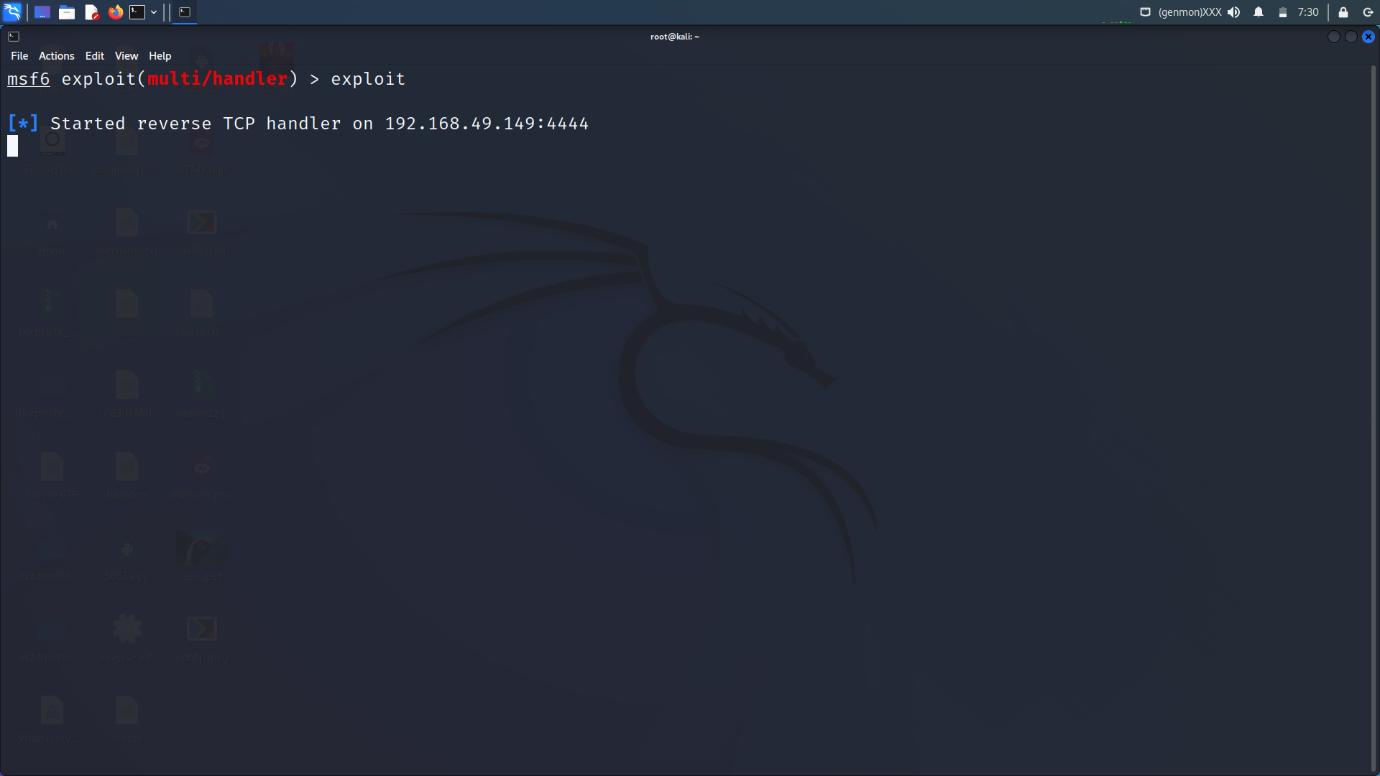 (genmon)XXX 7:30
root@kali: ~
File Actions Edit View Help
msf6 exploit(multi/handler) > exploit
[*] Started reverse TCP handler on 192.168.49.149:4444